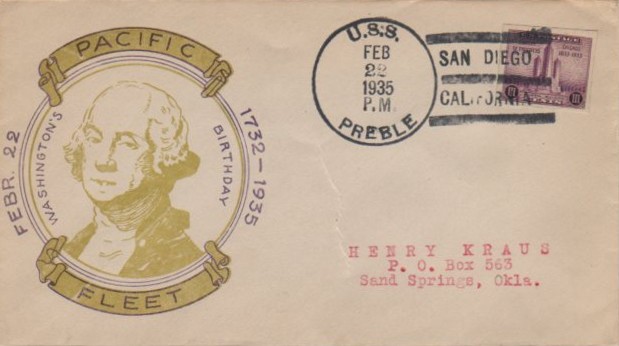 PACIFIC
FEBR. 22
WASHINGTON'S
BIRTHDAY
1732-1935
FLEET
U.S.S.
FEB
22
1935
P.M.
PREBLE
SAN DIEGO
CALIFORNIA
HENRY KRAUS
P. O. Box 563
Sand Springs, Okla.